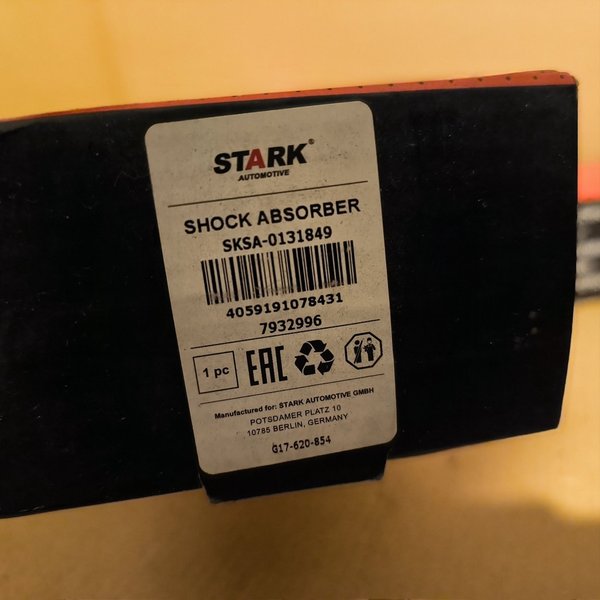 STARK®
AUTOMOTIVE
SHOCK ABSORBER
SKSA-0131849
4059191078431
7932996
1 pc
EAC
Manufactured for: STARK AUTOMOTIVE GMBH
POTSDAMER PLATZ 10
10785 BERLIN, GERMANY
G17-620-854